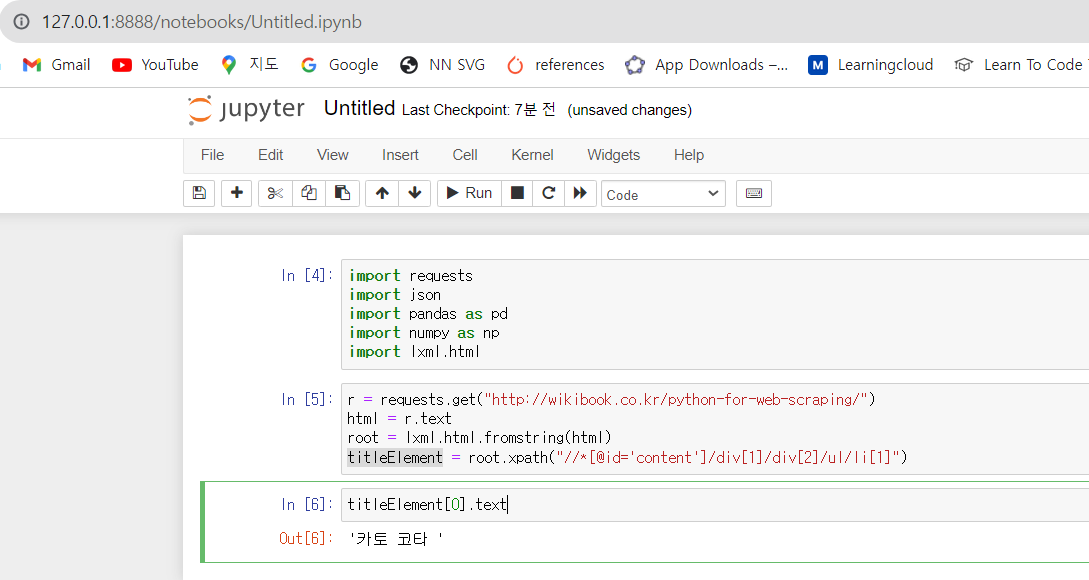 127.0.0.1:8888/notebooks/Untitled.ipynb
Gmail YouTube 지도 Google NN SVG references App Downloads –... Learningcloud Learn To Code
jupyter Untitled Last Checkpoint: 7분 전 (unsaved changes)
File Edit View Insert Cell Kernel Widgets Help
Run Code
In [4]: import requests
import json
import pandas as pd
import numpy as np
import lxml.html
In [5]: r = requests.get("http://wikibook.co.kr/python-for-web-scraping/")
html = r.text
root = lxml.html.fromstring(html)
titleElement = root.xpath("//*[@id='content']/div[1]/div[2]/ul/li[1]")
In [6]: titleElement[0].text
Out[6]: '카토 코타 '